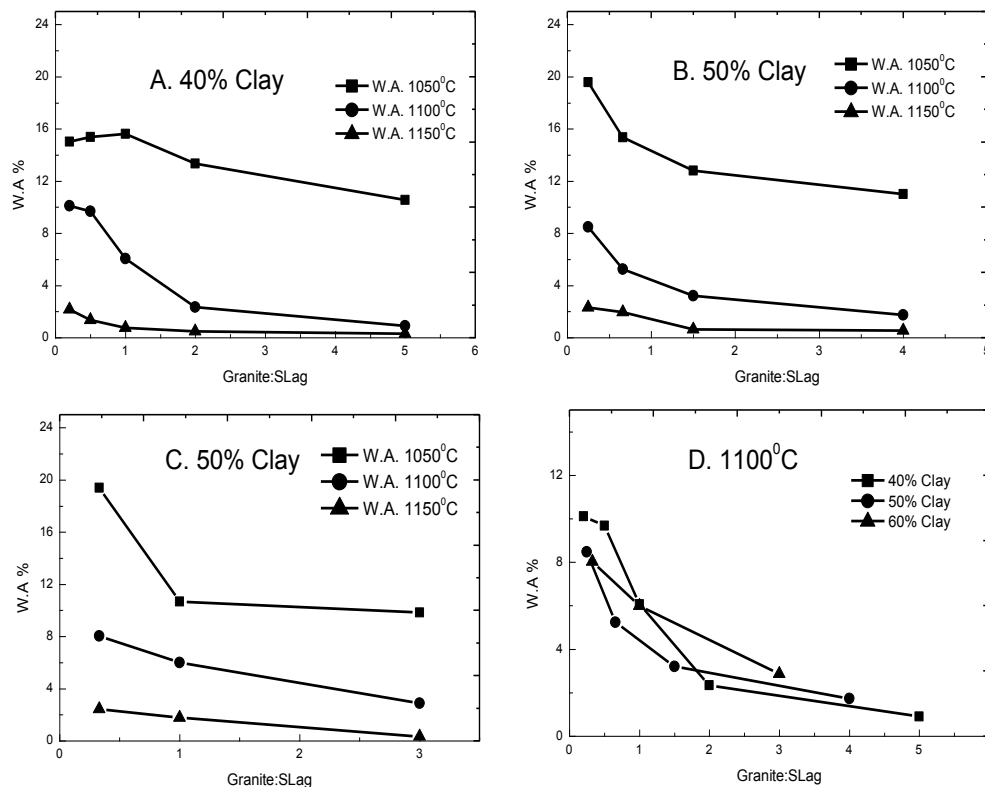 24
20
16
12
8
4
0
W.A %
A. 40% Clay
W.A. 1050⁰C
W.A. 1100⁰C
W.A. 1150⁰C
0 1 2 3 4 5 6
Granite:SLag
24
20
16
12
8
4
0
W.A %
B. 50% Clay
W.A. 1050⁰C
W.A. 1100⁰C
W.A. 1150⁰C
0 1 2 3 4 5
Granite:SLag
24
20
16
12
8
4
0
W.A %
C. 50% Clay
W.A. 1050⁰C
W.A. 1100⁰C
W.A. 1150⁰C
0 1 2 3
Granite:SLag
12
8
4
0
W.A %
D. 1100⁰C
40% Clay
50% Clay
60% Clay
0 1 2 3 4 5
Granite:SLag